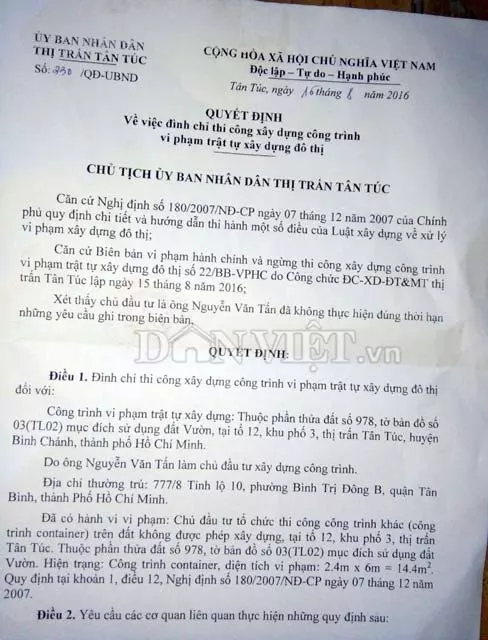 ỦY BAN NHÂN DÂN
THỊ TRẤN TÂN TÚC
Số: 230 /QĐ-UBND
CỘNG HÒA XÃ HỘI CHỦ NGHĨA VIỆT NAM
Độc lập – Tự do – Hạnh phúc
Tân Túc, ngày 16 tháng 8 năm 2016
QUYẾT ĐỊNH
Về việc đình chỉ thi công xây dựng công trình
vi phạm trật tự xây dựng đô thị
CHỦ TỊCH ỦY BAN NHÂN DÂN THỊ TRẤN TÂN TÚC
Căn cứ Nghị định số 180/2007/NĐ-CP ngày 07 tháng 12 năm 2007 của Chính
phủ quy định chi tiết và hướng dẫn thi hành một số điều của Luật xây dựng về xử lý
vi phạm xây dựng đô thị;
Căn cứ Biên bản vi phạm hành chính và ngừng thi công xây dựng công trình
vi phạm trật tự xây dựng đô thị số 22/BB-VPHC do Công chức ĐC-XD-ĐT&MT thị
trấn Tân Túc lập ngày 15 tháng 8 năm 2016;
Xét thấy chủ đầu tư là ông Nguyễn Văn Tấn đã không thực hiện đúng thời hạn
những yêu cầu ghi trong biên bản,
DÂNVIỆT.vn
QUYẾT ĐỊNH:
Điều 1. Đình chỉ thi công xây dựng công trình vi phạm trật tự xây dựng đô thị
đối với:
Công trình vi phạm trật tự xây dựng: Thuộc phần thửa đất số 978, tờ bản đồ số
03(TL02) mục đích sử dụng đất Vườn, tại tổ 12, khu phố 3, thị trấn Tân Túc, huyện
Bình Chánh, thành phố Hồ Chí Minh.
Do ông Nguyễn Văn Tấn làm chủ đầu tư xây dựng công trình.
Địa chỉ thường trú: 777/8 Tỉnh lộ 10, phường Bình Trị Đông B, quận Tân
Bình, thành Phố Hồ Chí Minh.
Đã có hành vi vi phạm: Chủ đầu tư tổ chức thi công công trình khác (công
trình container) trên đất không được phép xây dựng, tại tổ 12, khu phố 3, thị trấn
Tân Túc. Thuộc phần thửa đất số 978, tờ bản đồ số 03(TL02) mục đích sử dụng đất
Vườn. Hiện trạng: Công trình container, diện tích vi phạm: 2.4m x 6m = 14.4m².
Quy định tại khoản 1, điều 12, Nghị định số 180/2007/NĐ-CP ngày 07 tháng 12 năm
2007.
Điều 2. Yêu cầu các cơ quan liên quan thực hiện những quy định sau: